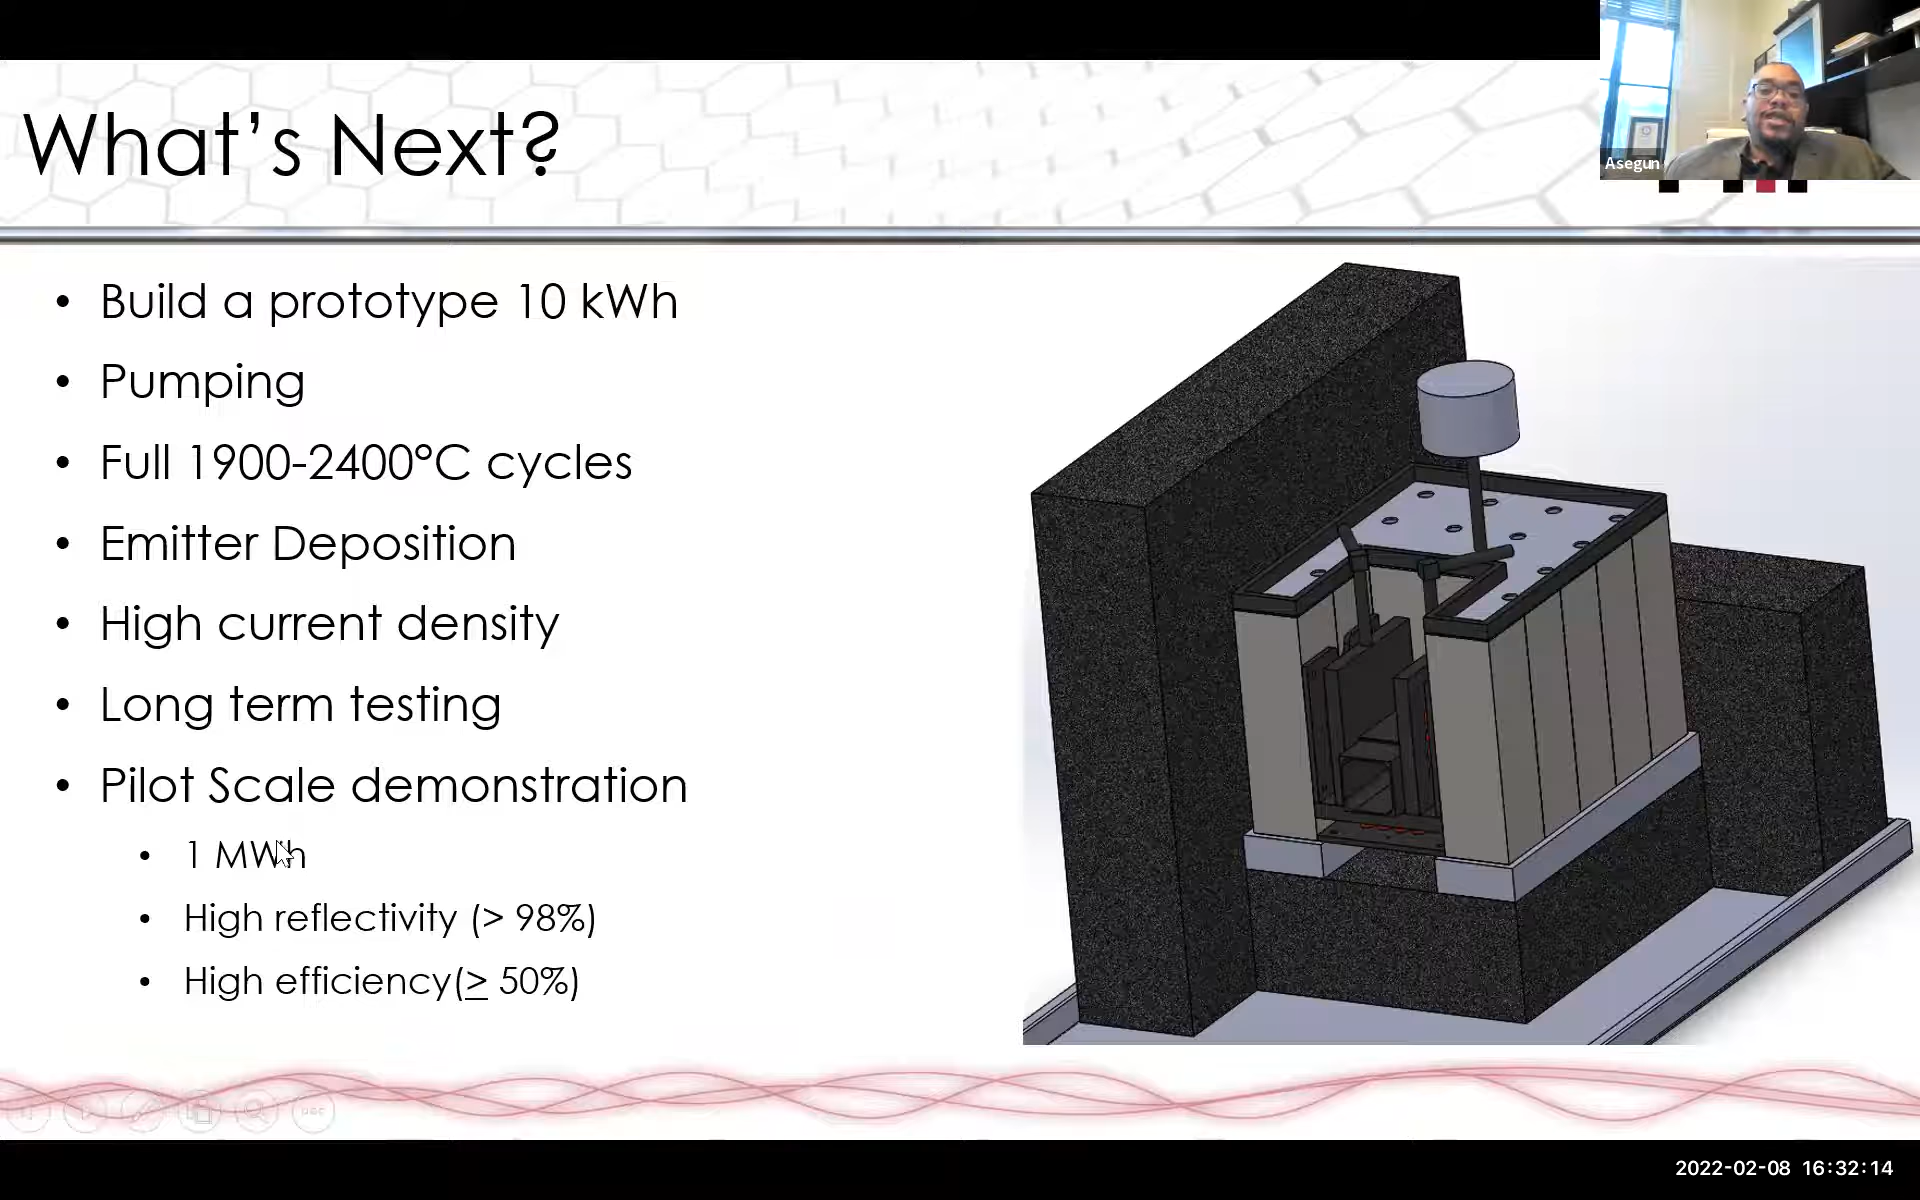 What's Next?
Asegun
• Build a prototype 10 kWh
• Pumping
• Full 1900-2400°C cycles
• Emitter Deposition
• High current density
• Long term testing
• Pilot Scale demonstration
• 1 MWh
• High reflectivity (> 98%)
• High efficiency(≥ 50%)
2022-02-08 16:32:14